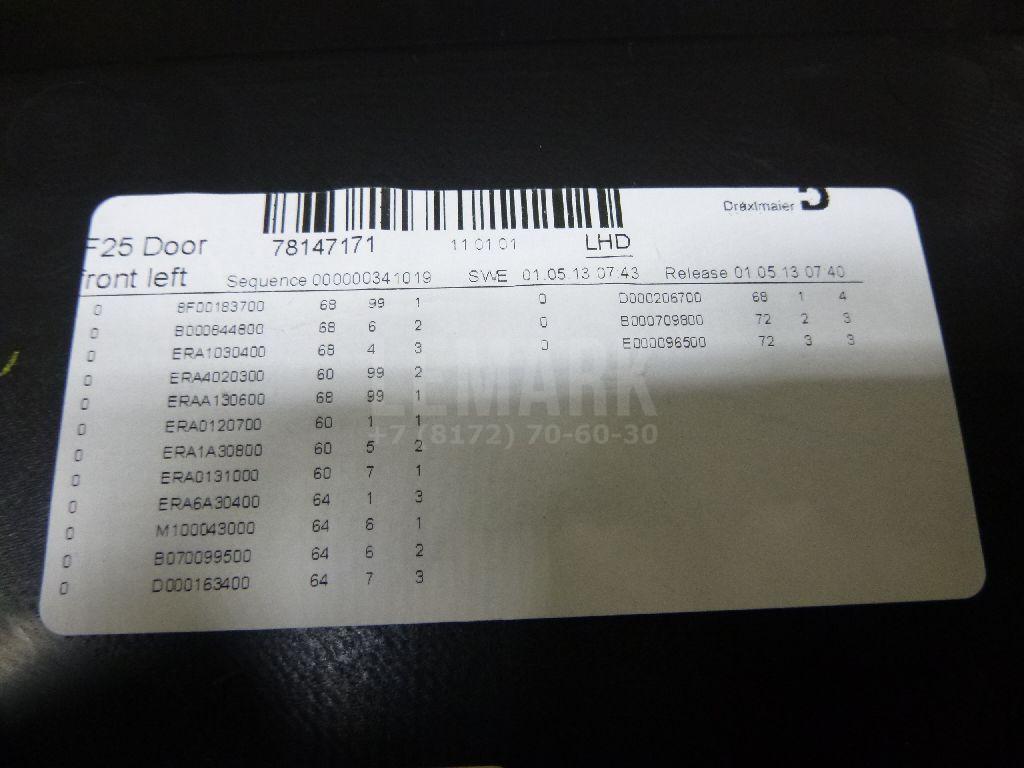 Dräxlmaier
F25 Door 78147171 11 01 01 LHD
front left Sequence 000000341019 SWE 01.05.13 07 43 Release 01 05 13 07 40
0 8F00183700 68 99 1 0 D000206700 68 1 4
0 B000844800 68 6 2 0 B000709800 72 2 3
0 ERA1030400 68 4 3 0 E000096500 72 3 3
0 ERA4020300 60 99 2
0 ERAA130600 68 99 1
0 ERA0120700 60 1 1
0 ERA1A30800 60 5 2
0 ERA0131000 60 7 1
0 ERA6A30400 64 1 3
0 M100043000 64 6 1
0 B070099500 64 6 2
0 D000163400 64 7 3
LEMARK
+7 (8172) 70-60-30